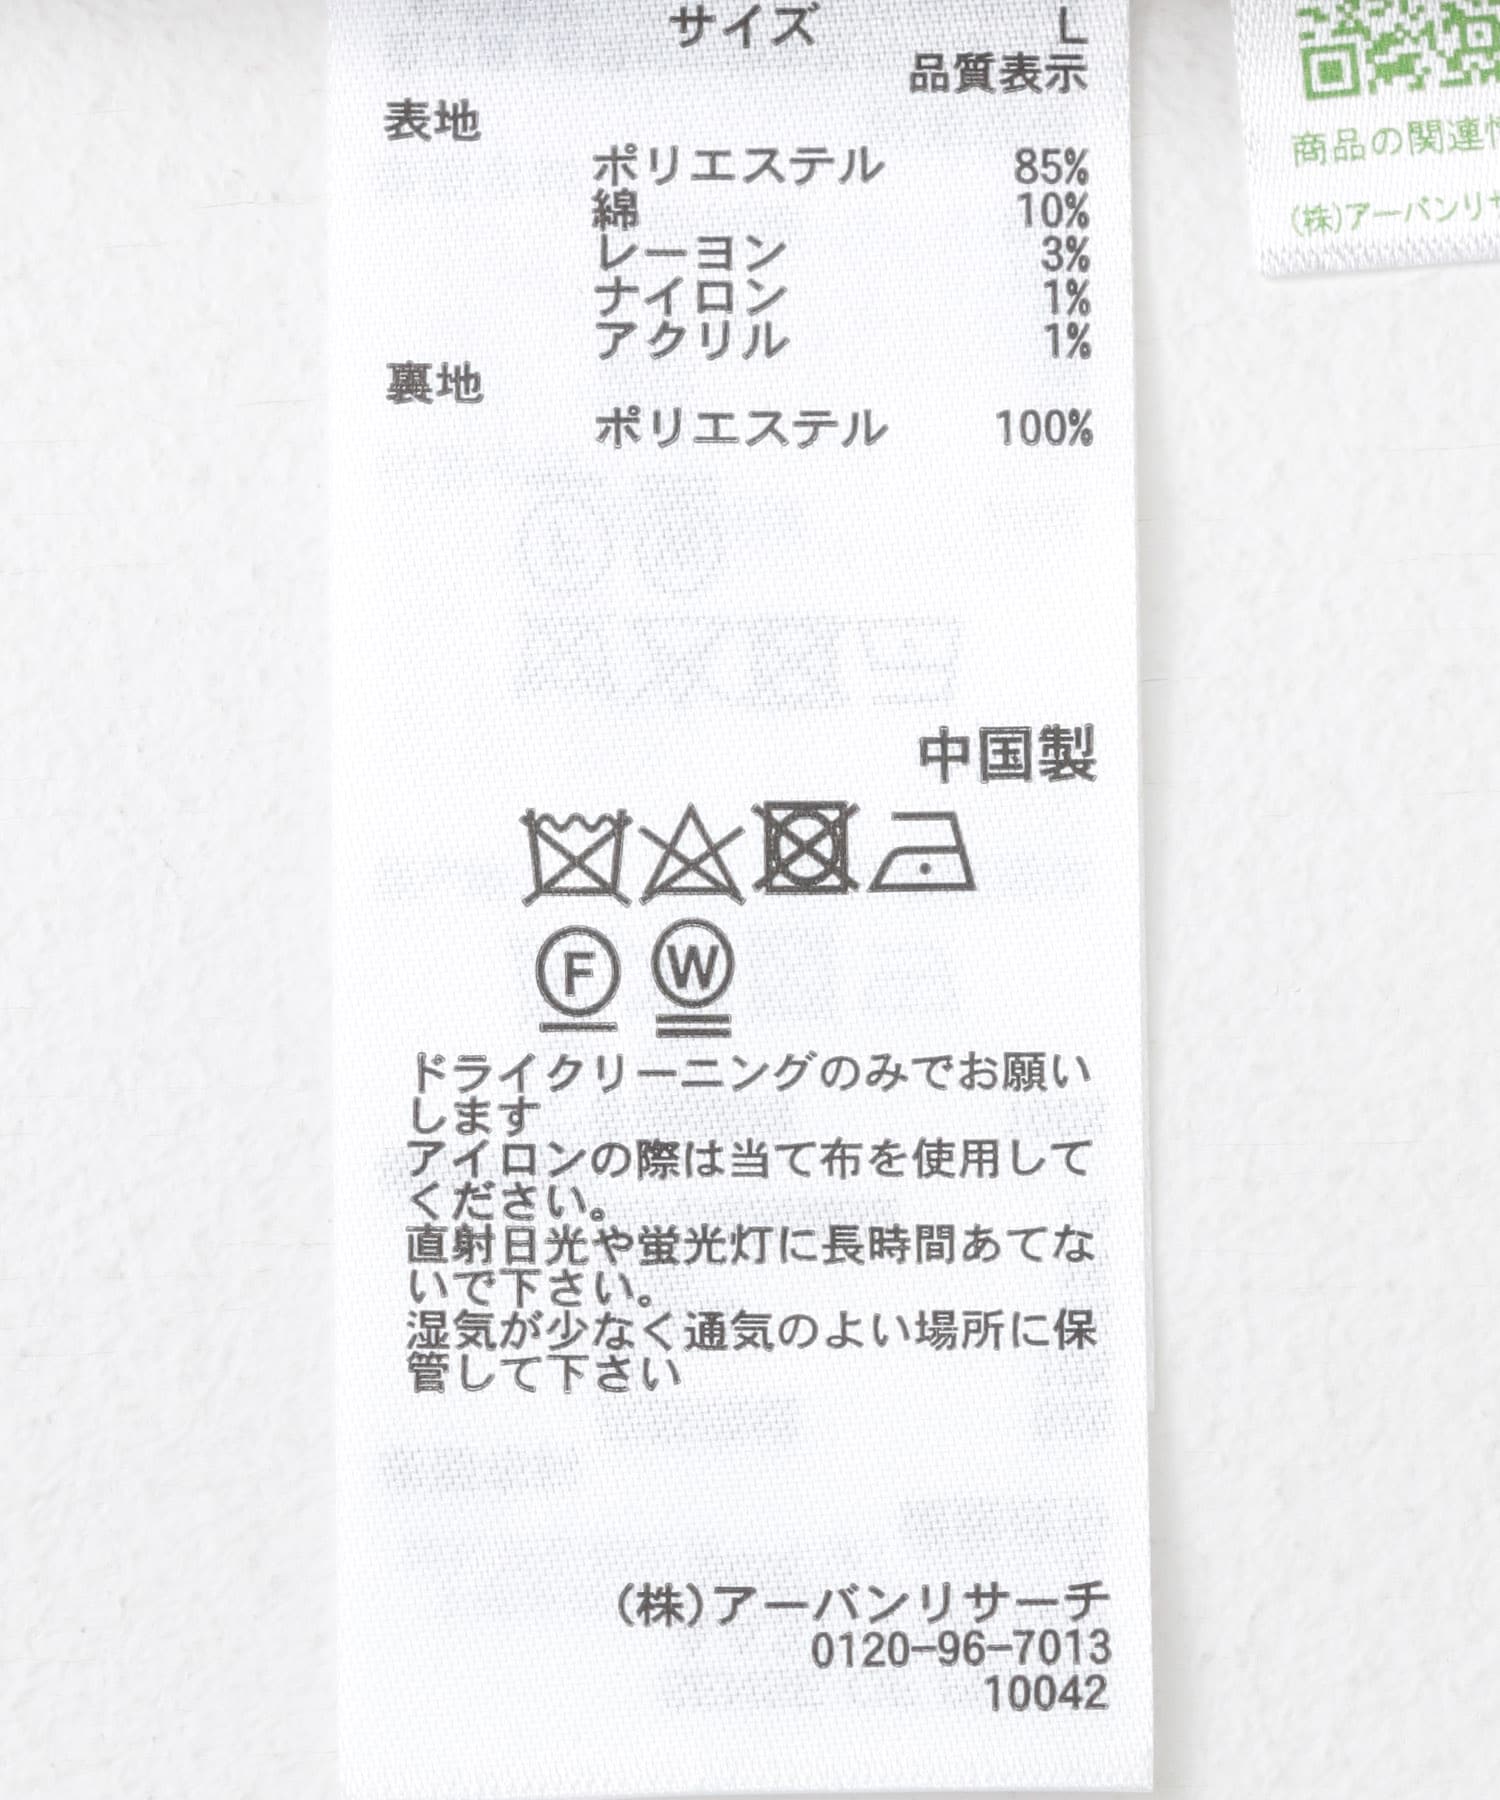 サイズ L
品質表示
表地
ポリエステル 85%
綿 10%
レーヨン 3%
ナイロン 1%
アクリル 1%
裏地
ポリエステル 100%
中国製
F W
ドライクリーニングのみでお願い
します
アイロンの際は当て布を使用して
ください。
直射日光や蛍光灯に長時間あてな
いで下さい。
湿気が少なく通気のよい場所に保
管して下さい
(株)アーバンリサーチ
0120-96-7013
10042
商品の関連
(株)アーバンリサ